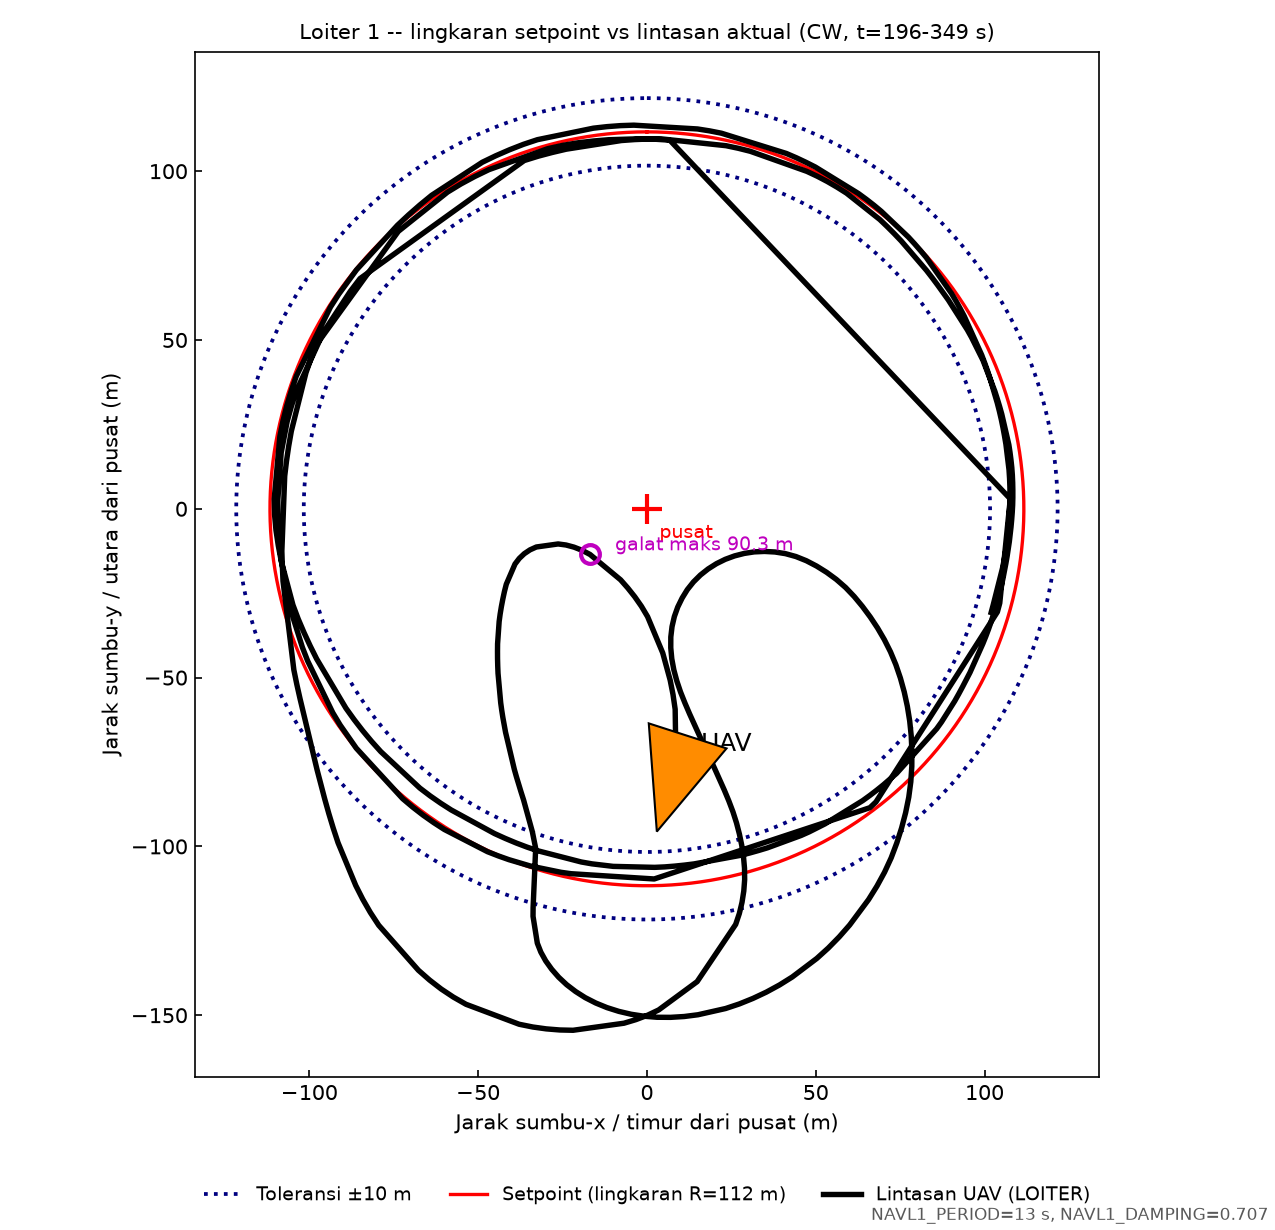 Loiter 1 -- lingkaran setpoint vs lintasan aktual (CW, t=196-349 s)
Jarak sumbu-y / utara dari pusat (m)
100
50
0
−50
−100
−150
pusat
galat maks 90.3 m
UAV
−100
−50
0
50
100
Jarak sumbu-x / timur dari pusat (m)
Toleransi ±10 m
Setpoint (lingkaran R=112 m)
Lintasan UAV (LOITER)
NAVL1_PERIOD=13 s, NAVL1_DAMPING=0.707